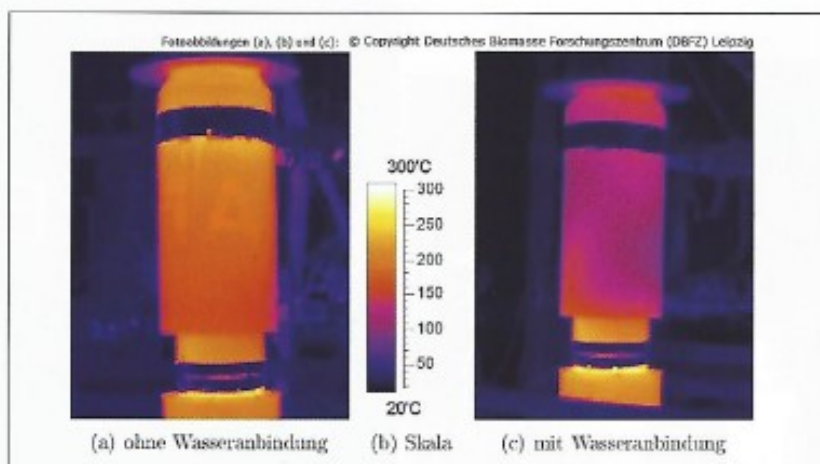 Fotoabbildungen (a), (b) und (c): © Copyright Deutsches Biomasse Forschungszentrum (DBFZ) Leipzig
300°C
300
250
200
150
100
50
20°C
(a) ohne Wasseranbindung (b) Skala (c) mit Wasseranbindung